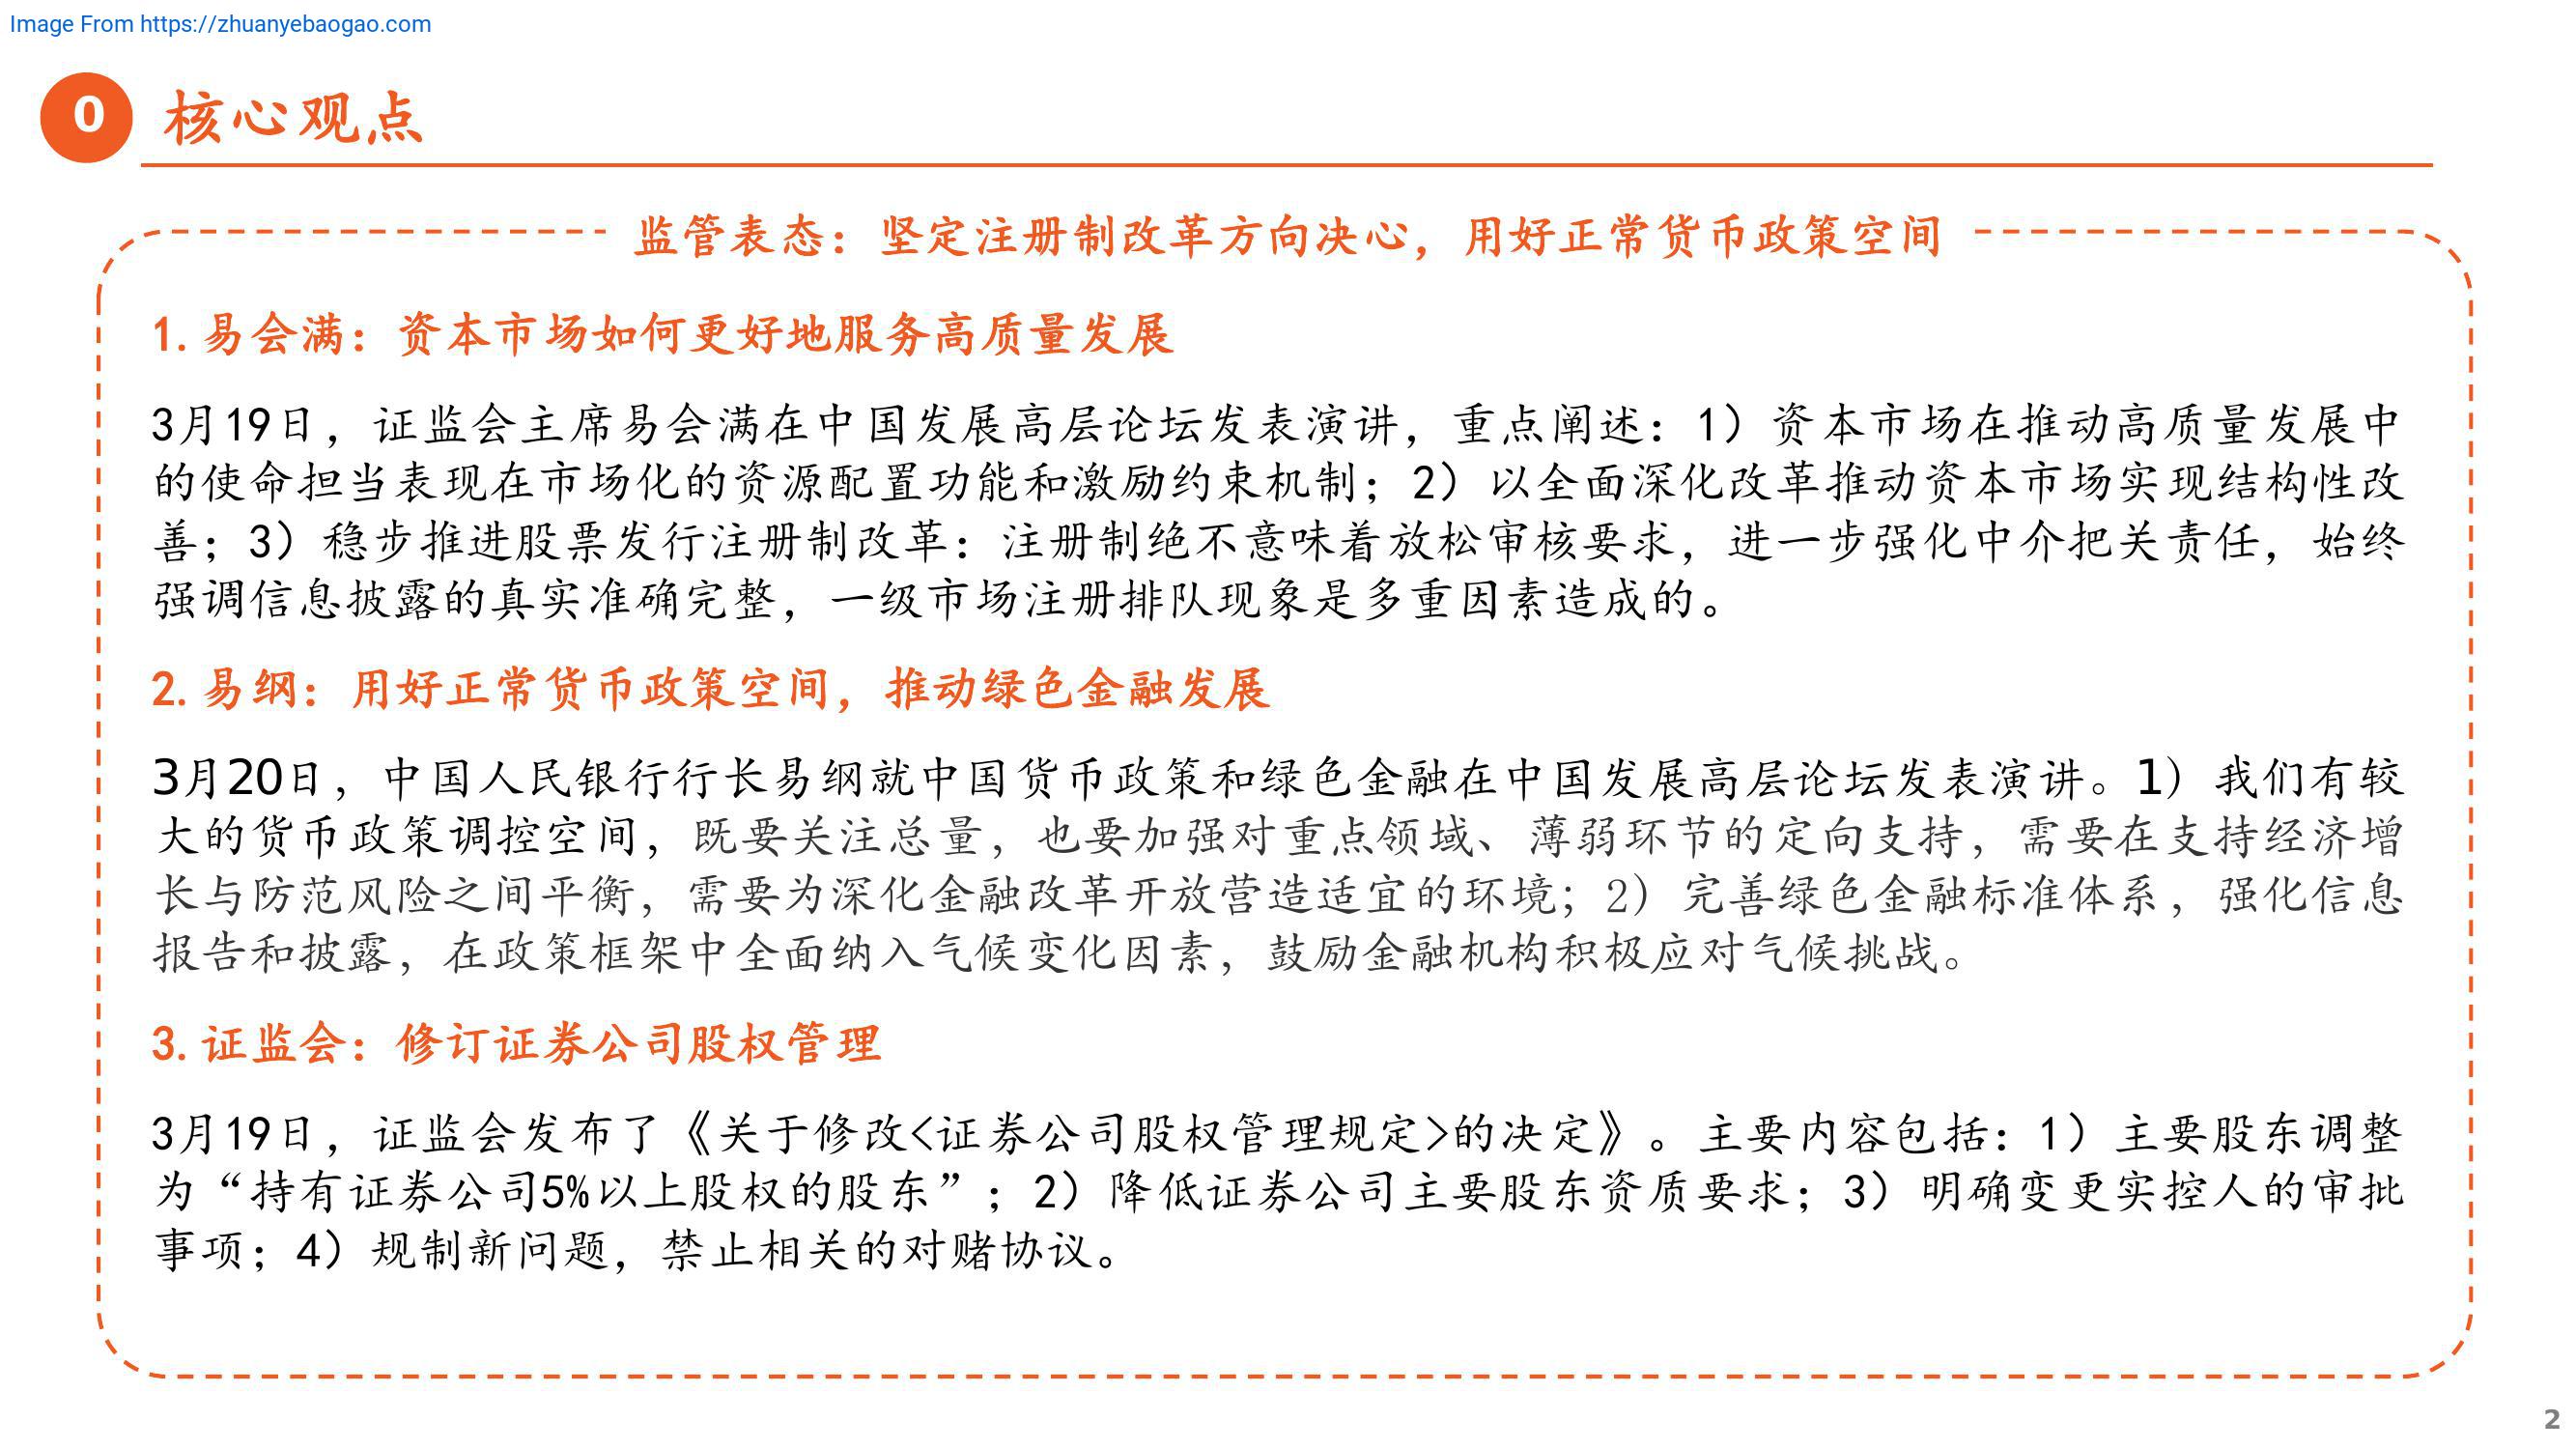 Image From https://zhuanyebaogao.com
0 核心观点
监管表态：坚定注册制改革方向决心，用好正常货币政策空间
1.易会满：资本市场如何更好地服务高质量发展
3月19日，证监会主席易会满在中国发展高层论坛发表演讲，重点阐述：1）资本市场在推动高质量发展中
的使命担当表现在市场化的资源配置功能和激励约束机制；2）以全面深化改革推动资本市场实现结构性改
善；3）稳步推进股票发行注册制改革：注册制绝不意味着放松审核要求，进一步强化中介把关责任，始终
强调信息披露的真实准确完整，一级市场注册排队现象是多重因素造成的。
2.易纲：用好正常货币政策空间，推动绿色金融发展
3月20日，中国人民银行行长易纲就中国货币政策和绿色金融在中国发展高层论坛发表演讲。1）我们有较
大的货币政策调控空间，既要关注总量，也要加强对重点领域、薄弱环节的定向支持，需要在支持经济增
长与防范风险之间平衡，需要为深化金融改革开放营造适宜的环境；2）完善绿色金融标准体系，强化信息
报告和披露，在政策框架中全面纳入气候变化因素，鼓励金融机构积极应对气候挑战。
3.证监会：修订证券公司股权管理
3月19日，证监会发布了《关于修改<证券公司股权管理规定>的决定》。主要内容包括：1）主要股东调整
为“持有证券公司5%以上股权的股东”；2）降低证券公司主要股东资质要求；3）明确变更实控人的审批
事项；4）规制新问题，禁止相关的对赌协议。
2